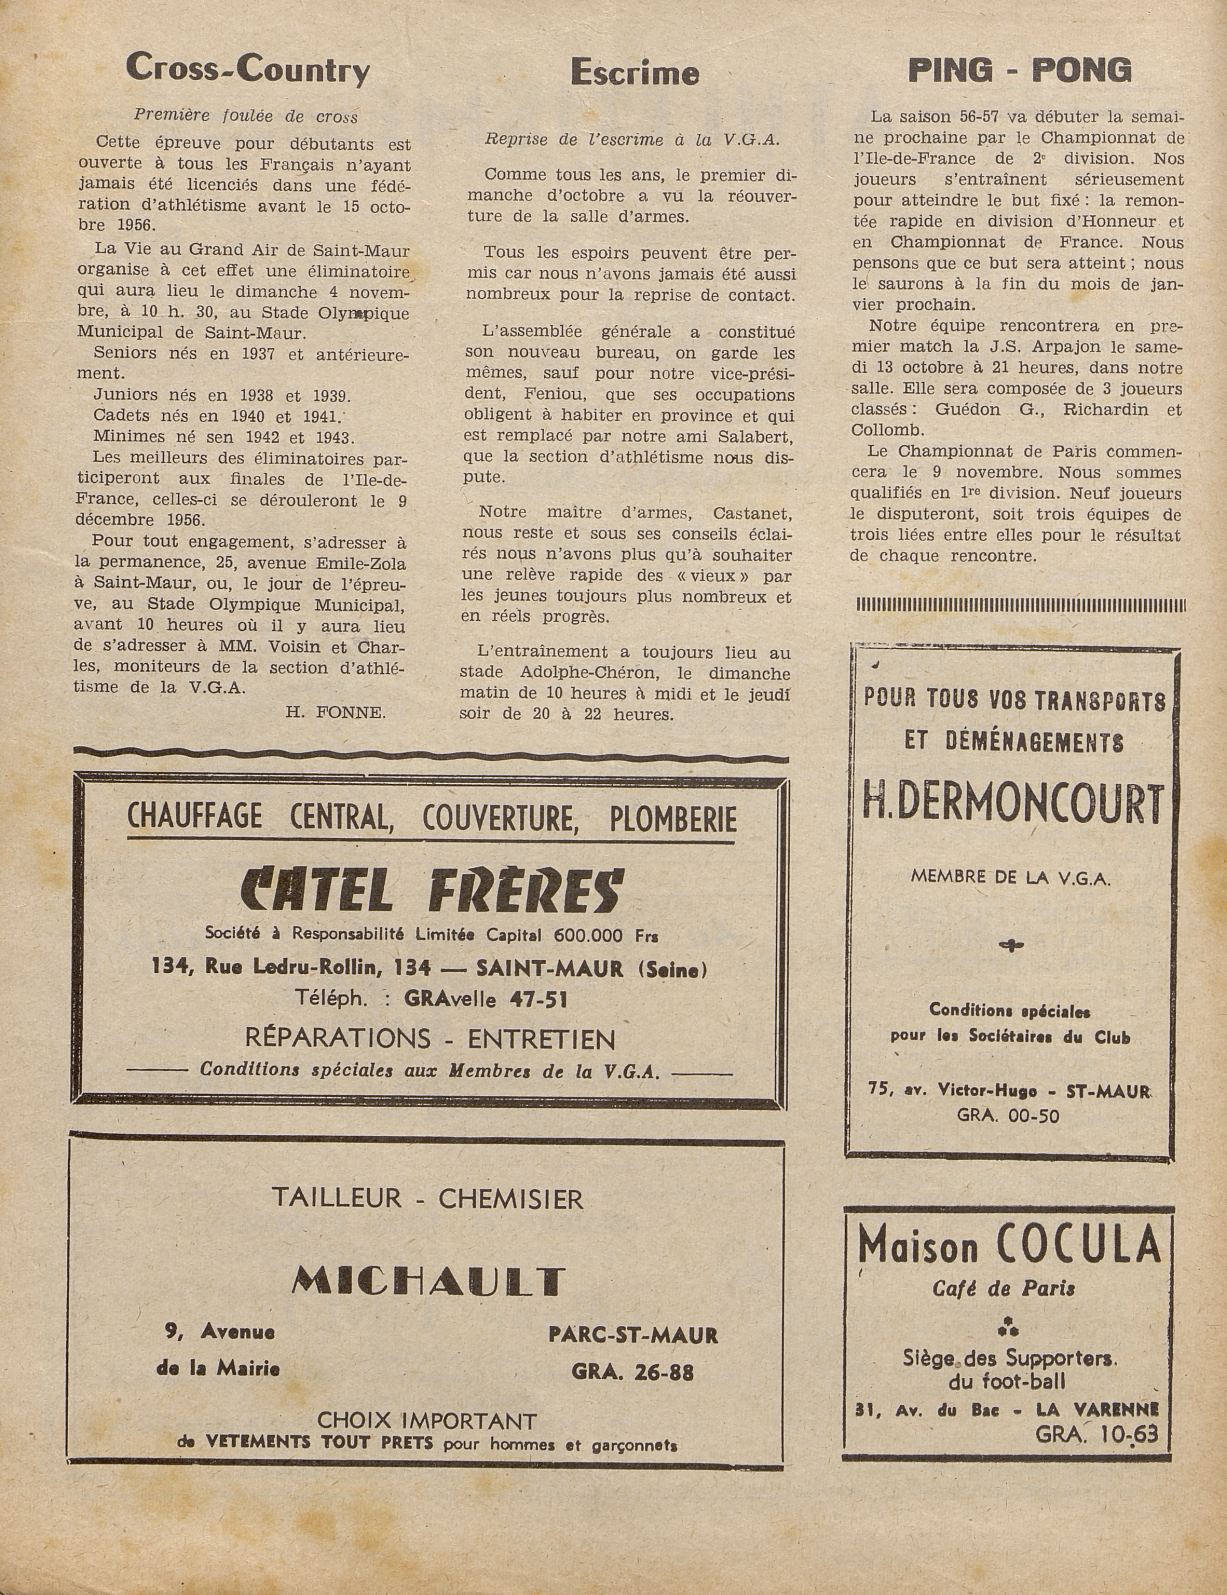 Cross-Country
Première foulée de cross
Cette épreuve pour débutants est
ouverte à tous les Français n'ayant
jamais été licenciés dans une fédé-
ration d'athlétisme avant le 15 octo-
bre 1956.
La Vie au Grand Air de Saint-Maur
organise à cet effet une éliminatoire
qui aura lieu le dimanche 4 novem-
bre, à 10 h. 30, au Stade Olympique
Municipal de Saint-Maur.
Seniors nés en 1937 et antérieure-
ment.
Juniors nés en 1938 et 1939.
Cadets nés en 1940 et 1941.
Minimes né sen 1942 et 1943.
Les meilleurs des éliminatoires par-
ticiperont aux finales de l'Ile-de-
France, celles-ci se dérouleront le 9
décembre 1956.
Pour tout engagement, s'adresser à
la permanence, 25, avenue Emile-Zola
à Saint-Maur, ou, le jour de l'épreu-
ve, au Stade Olympique Municipal,
avant 10 heures où il y aura lieu
de s'adresser à MM. Voisin et Char-
les, moniteurs de la section d'athlé-
tisme de la V.G.A.
H. FONNE.
Escrime
Reprise de l'escrime à la V.G.A.
Comme tous les ans, le premier di-
manche d'octobre a vu la réouver-
ture de la salle d'armes.
Tous les espoirs peuvent être per-
mis car nous n'avons jamais été aussi
nombreux pour la reprise de contact.
L'assemblée générale a constitué
son nouveau bureau, on garde les
mêmes, sauf pour notre vice-prési-
dent, Feniou, que ses occupations
obligent à habiter en province et qui
est remplacé par notre ami Salabert,
que la section d'athlétisme nous dis-
pute.
Notre maître d'armes, Castanet,
nous reste et sous ses conseils éclai-
rés nous n'avons plus qu'à souhaiter
une relève rapide des « vieux » par
les jeunes toujours plus nombreux et
en réels progrès.
L'entraînement a toujours lieu au
stade Adolphe-Chéron, le dimanche
matin de 10 heures à midi et le jeudi
soir de 20 à 22 heures.
PING - PONG
La saison 56-57 va débuter la semai-
ne prochaine par le Championnat de
l'Ile-de-France de 2e division. Nos
joueurs s'entraînent sérieusement
pour atteindre le but fixé : la remon-
tée rapide en division d'Honneur et
en Championnat de France. Nous
pensons que ce but sera atteint ; nous
le saurons à la fin du mois de jan-
vier prochain.
Notre équipe rencontrera en pre-
mier match la J.S. Arpajon le same-
di 13 octobre à 21 heures, dans notre
salle. Elle sera composée de 3 joueurs
classés : Guédon G., Richardin et
Collomb.
Le Championnat de Paris commen-
cera le 9 novembre. Nous sommes
qualifiés en 1re division. Neuf joueurs
le disputeront, soit trois équipes de
trois liées entre elles pour le résultat
de chaque rencontre.
CHAUFFAGE CENTRAL, COUVERTURE, PLOMBERIE
CATEL FRÈRES
Société à Responsabilité Limitée Capital 600.000 Frs
134, Rue Ledru-Rollin, 134 — SAINT-MAUR (Seine)
Téléph. : GRAvelle 47-51
RÉPARATIONS - ENTRETIEN
Conditions spéciales aux Membres de la V.G.A.
TAILLEUR - CHEMISIER
MICHAULT
9, Avenue
de la Mairie
PARC-ST-MAUR
GRA. 26-88
CHOIX IMPORTANT
de VETEMENTS TOUT PRETS pour hommes et garçonnets
POUR TOUS VOS TRANSPORTS
ET DÉMÉNAGEMENTS
H. DERMONCOURT
MEMBRE DE LA V.G.A.
Conditions spéciales
pour les Sociétaires du Club
75, av. Victor-Hugo - ST-MAUR
GRA. 00-50
Maison COCULA
Café de Paris
Siège des Supporters
du foot-ball
31, Av. du Bac - LA VARENNE
GRA. 10-63